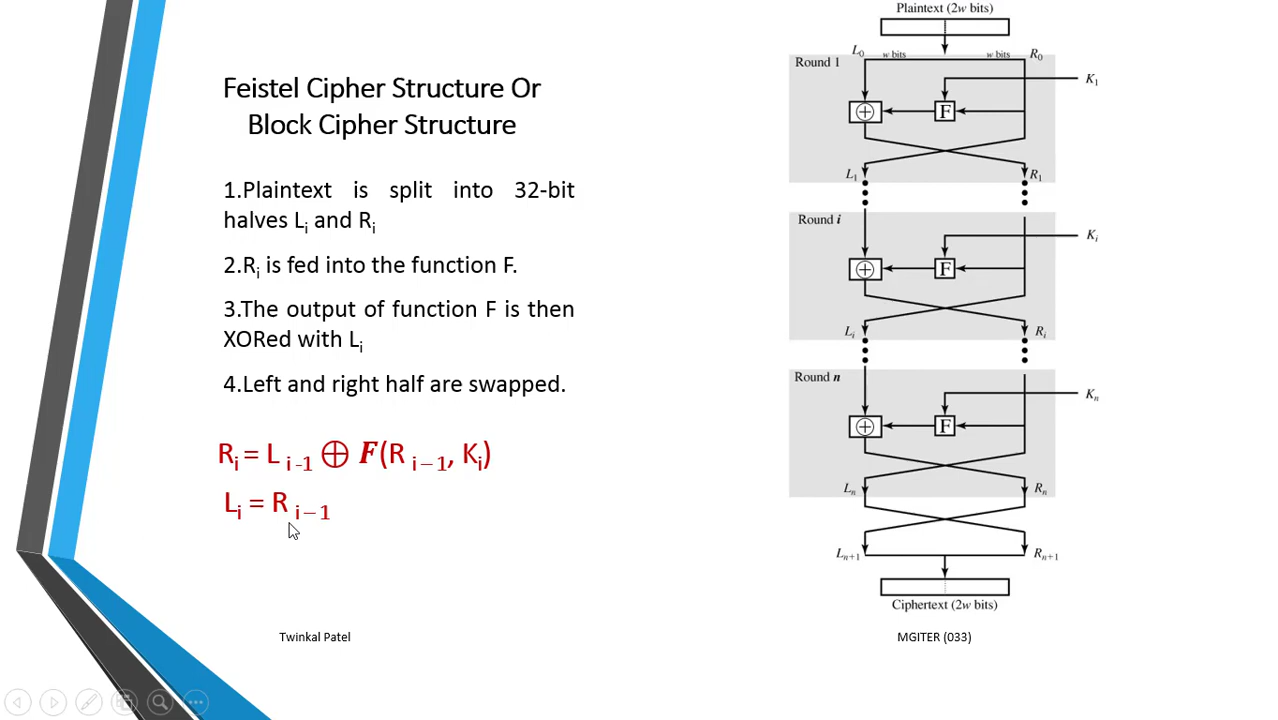 Feistel Cipher Structure Or
Block Cipher Structure
1.Plaintext is split into 32-bit
halves Lᵢ and Rᵢ
2.Rᵢ is fed into the function F.
3.The output of function F is then
XORed with Lᵢ
4.Left and right half are swapped.
Rᵢ = L ᵢ₋₁ ⊕ F(R ᵢ₋₁, Kᵢ)
Lᵢ = R ᵢ₋₁
Plaintext (2w bits)
L₀ w bits w bits R₀
Round 1
K₁
⊕ F
L₁ R₁
Round i
Kᵢ
⊕ F
Lᵢ Rᵢ
Round n
Kₙ
⊕ F
Lₙ Rₙ
Lₙ₊₁ Rₙ₊₁
Ciphertext (2w bits)
Twinkal Patel
MGITER (033)